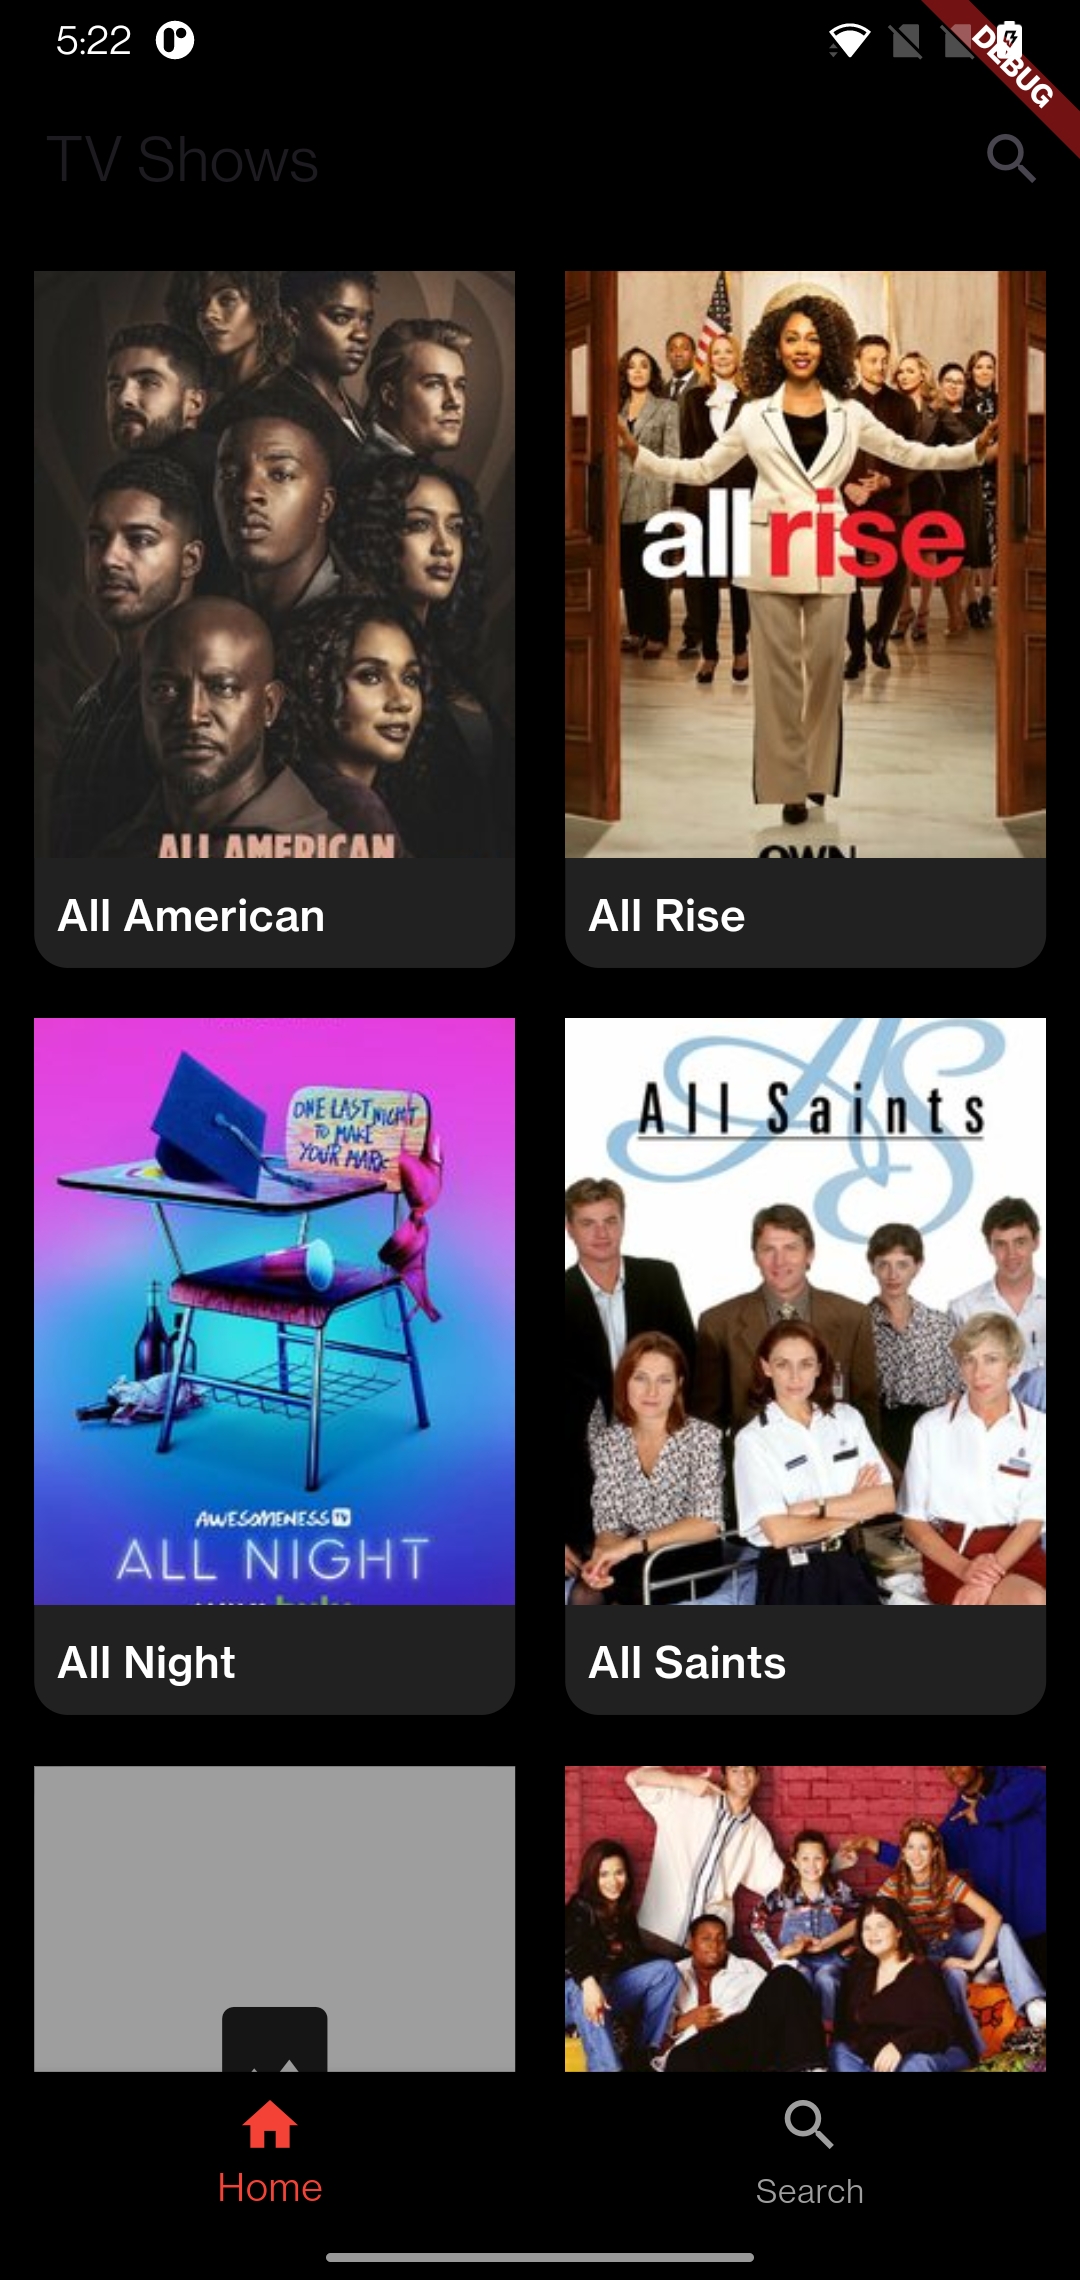 5:22
DEBUG
TV Shows
ALL AMERICAN
all rise
OWN
All American
All Rise
ONE LAST NIGHT
TO MAKE
YOUR MARK
AWESOMENESS TV
ALL NIGHT
hulu
All Saints
All Night
All Saints
Home
Search